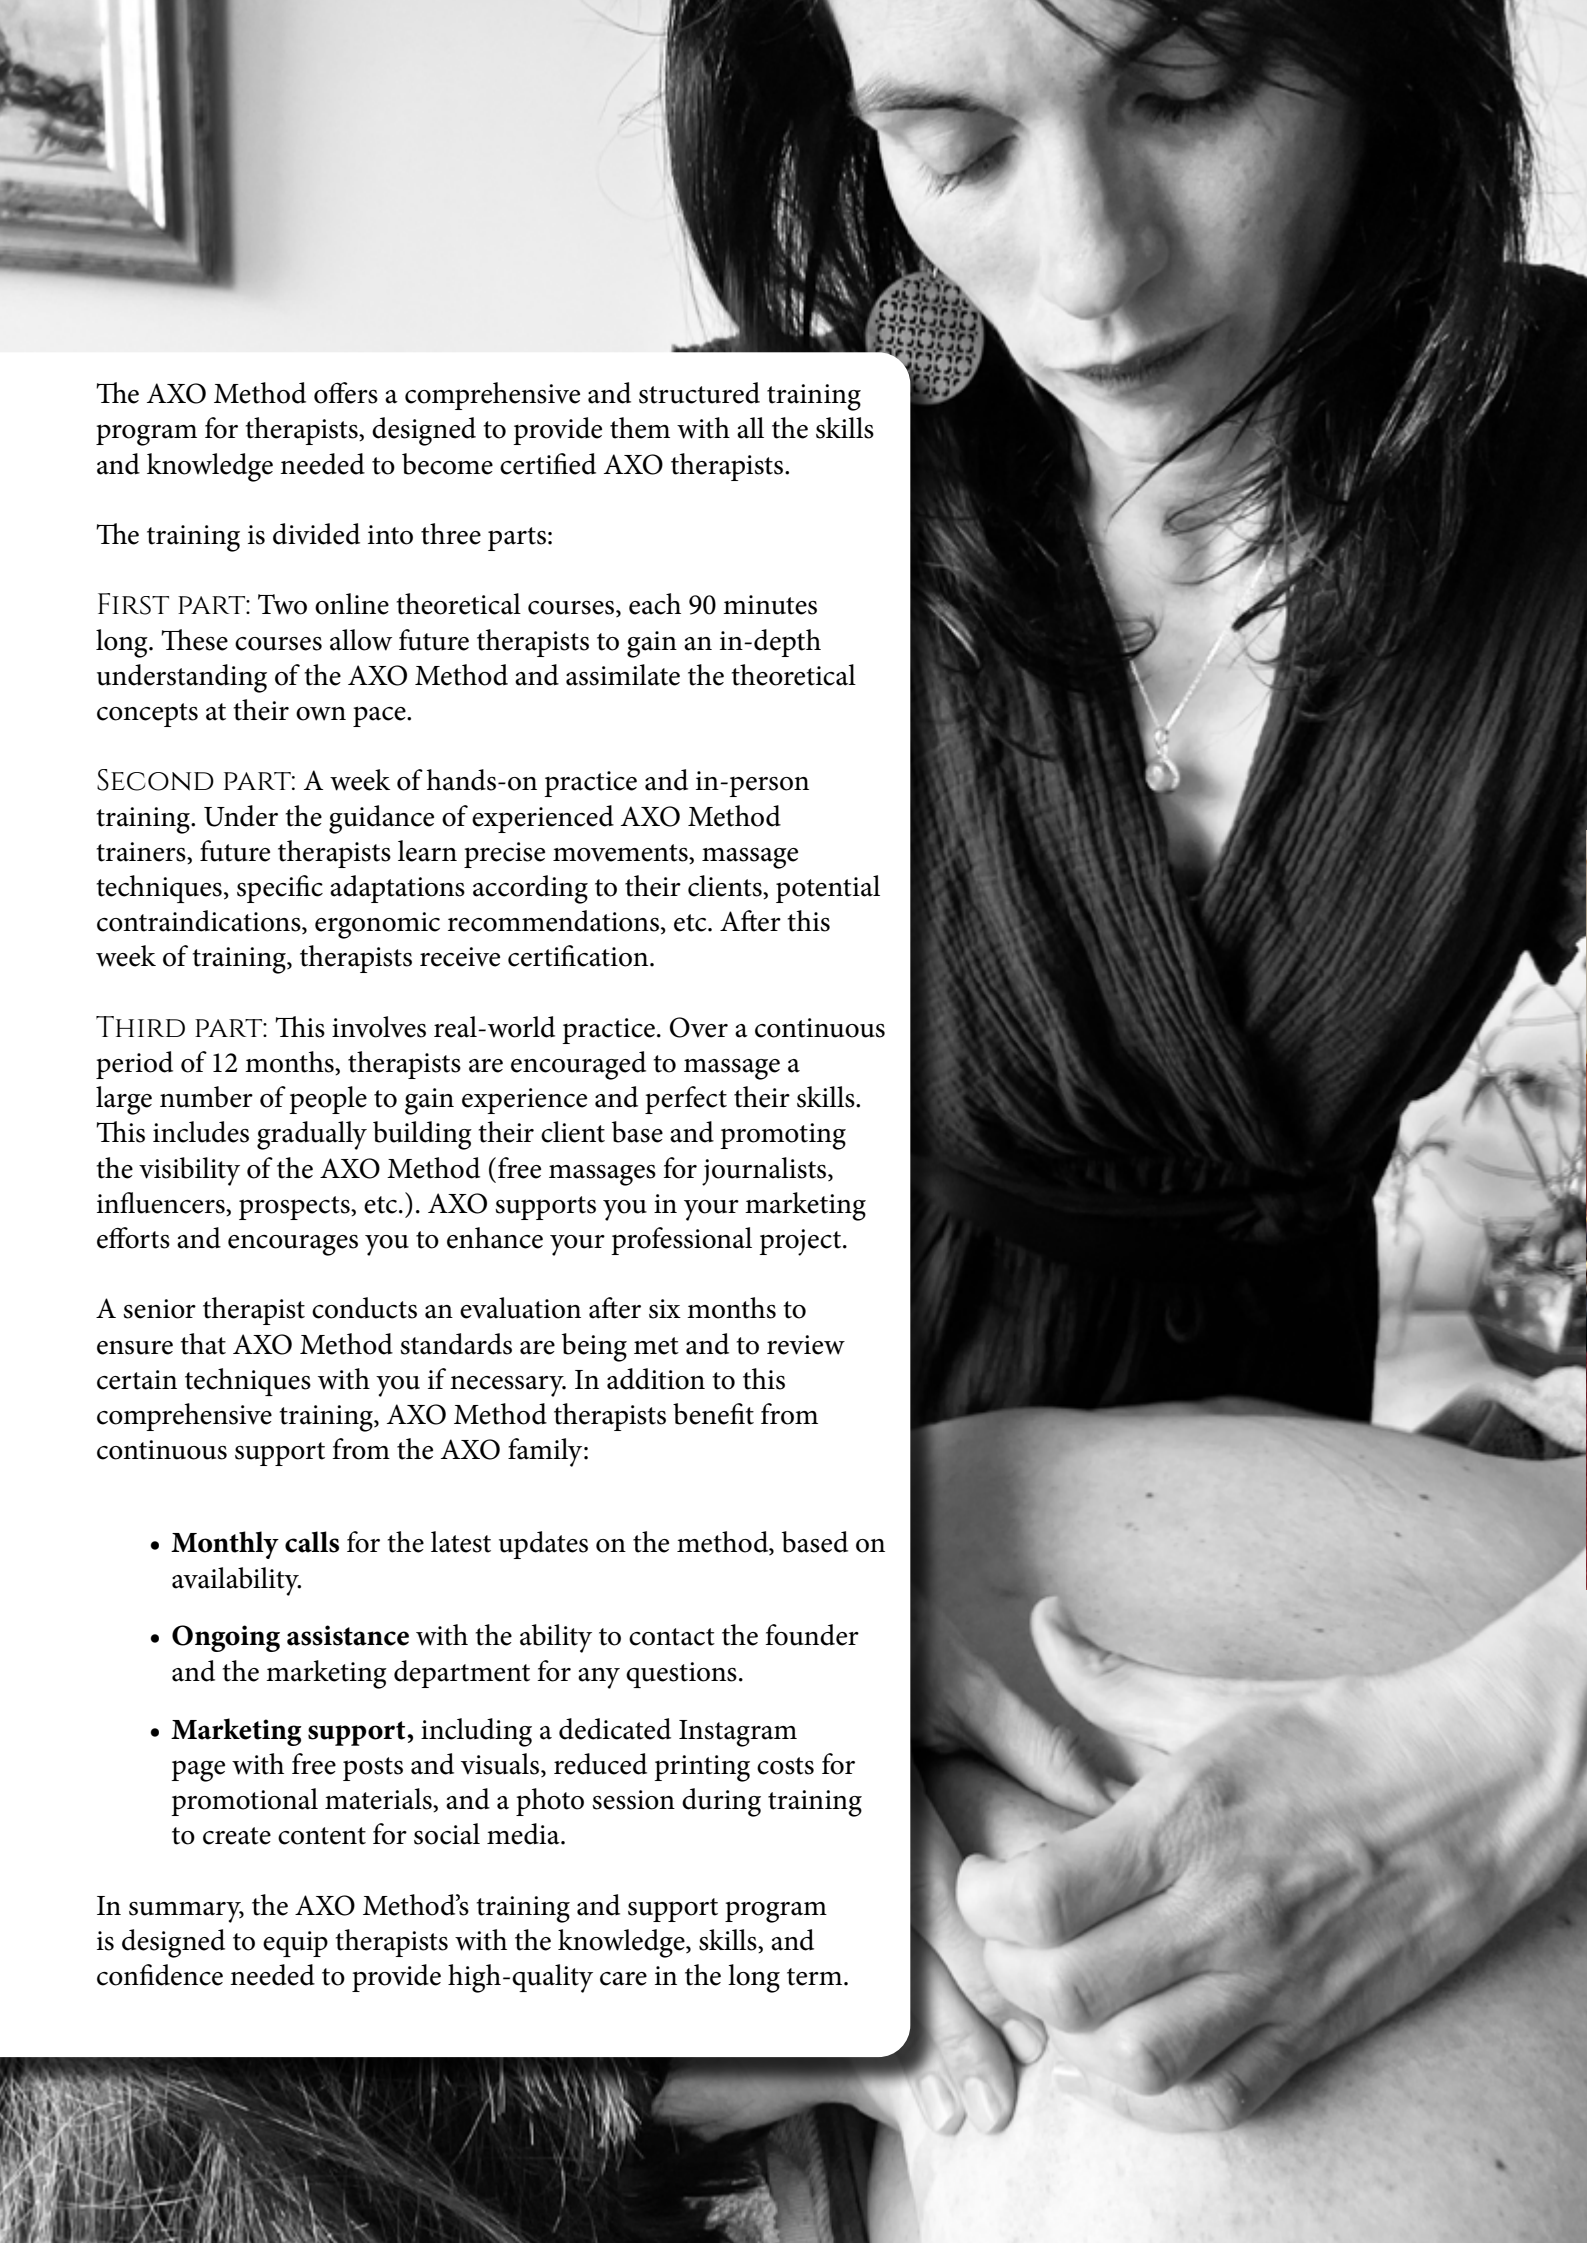 The AXO Method offers a comprehensive and structured training
program for therapists, designed to provide them with all the skills
and knowledge needed to become certified AXO therapists.
The training is divided into three parts:
First part: Two online theoretical courses, each 90 minutes
long. These courses allow future therapists to gain an in-depth
understanding of the AXO Method and assimilate the theoretical
concepts at their own pace.
Second part: A week of hands-on practice and in-person
training. Under the guidance of experienced AXO Method
trainers, future therapists learn precise movements, massage
techniques, specific adaptations according to their clients, potential
contraindications, ergonomic recommendations, etc. After this
week of training, therapists receive certification.
Third part: This involves real-world practice. Over a continuous
period of 12 months, therapists are encouraged to massage a
large number of people to gain experience and perfect their skills.
This includes gradually building their client base and promoting
the visibility of the AXO Method (free massages for journalists,
influencers, prospects, etc.). AXO supports you in your marketing
efforts and encourages you to enhance your professional project.
A senior therapist conducts an evaluation after six months to
ensure that AXO Method standards are being met and to review
certain techniques with you if necessary. In addition to this
comprehensive training, AXO Method therapists benefit from
continuous support from the AXO family:
• Monthly calls for the latest updates on the method, based on
availability.
• Ongoing assistance with the ability to contact the founder
and the marketing department for any questions.
• Marketing support, including a dedicated Instagram
page with free posts and visuals, reduced printing costs for
promotional materials, and a photo session during training
to create content for social media.
In summary, the AXO Method's training and support program
is designed to equip therapists with the knowledge, skills, and
confidence needed to provide high-quality care in the long term.